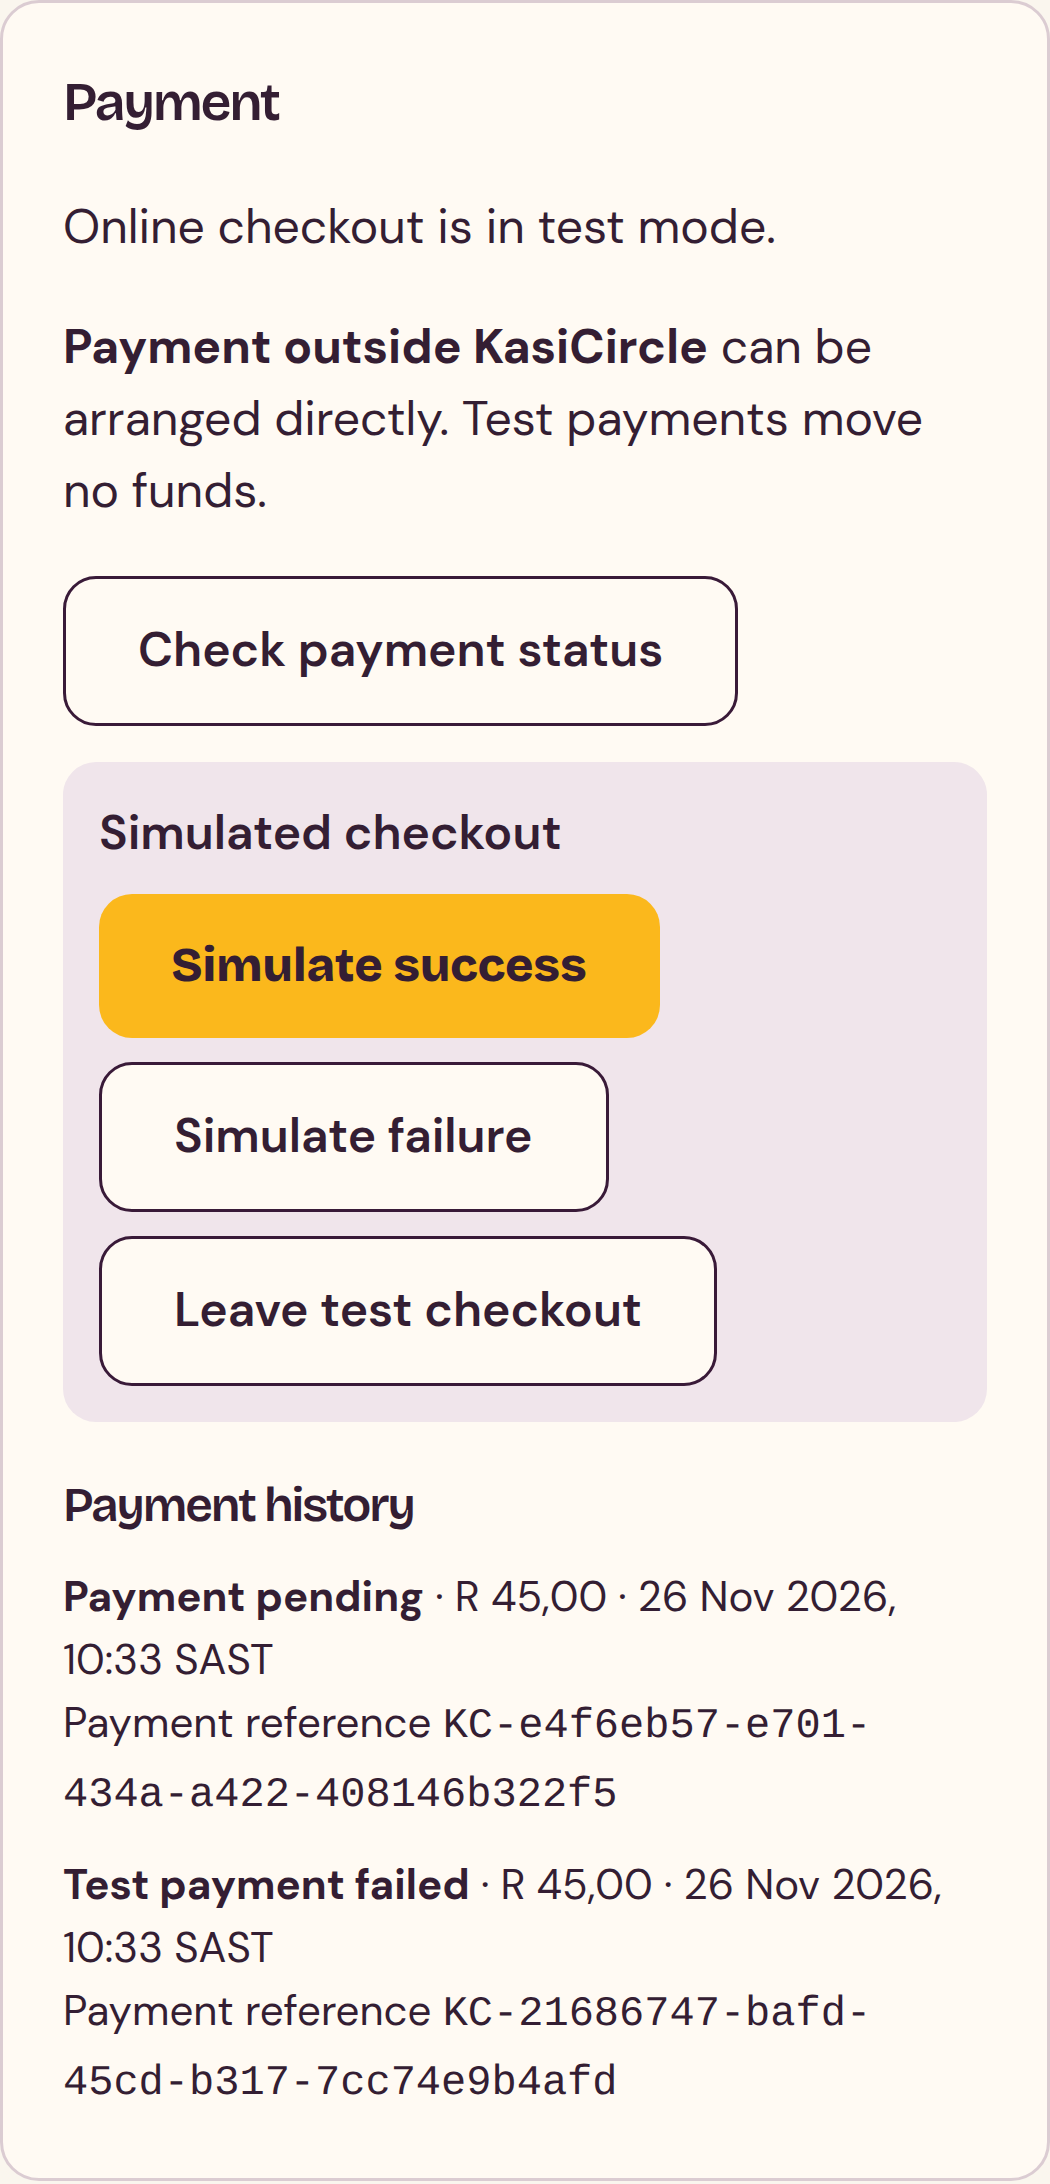 Payment
Online checkout is in test mode.
Payment outside KasiCircle can be
arranged directly. Test payments move
no funds.
Check payment status
Simulated checkout
Simulate success
Simulate failure
Leave test checkout
Payment history
Payment pending · R 45,00 · 26 Nov 2026,
10:33 SAST
Payment reference KC-e4f6eb57-e701-
434a-a422-408146b322f5
Test payment failed · R 45,00 · 26 Nov 2026,
10:33 SAST
Payment reference KC-21686747-bafd-
45cd-b317-7cc74e9b4afd